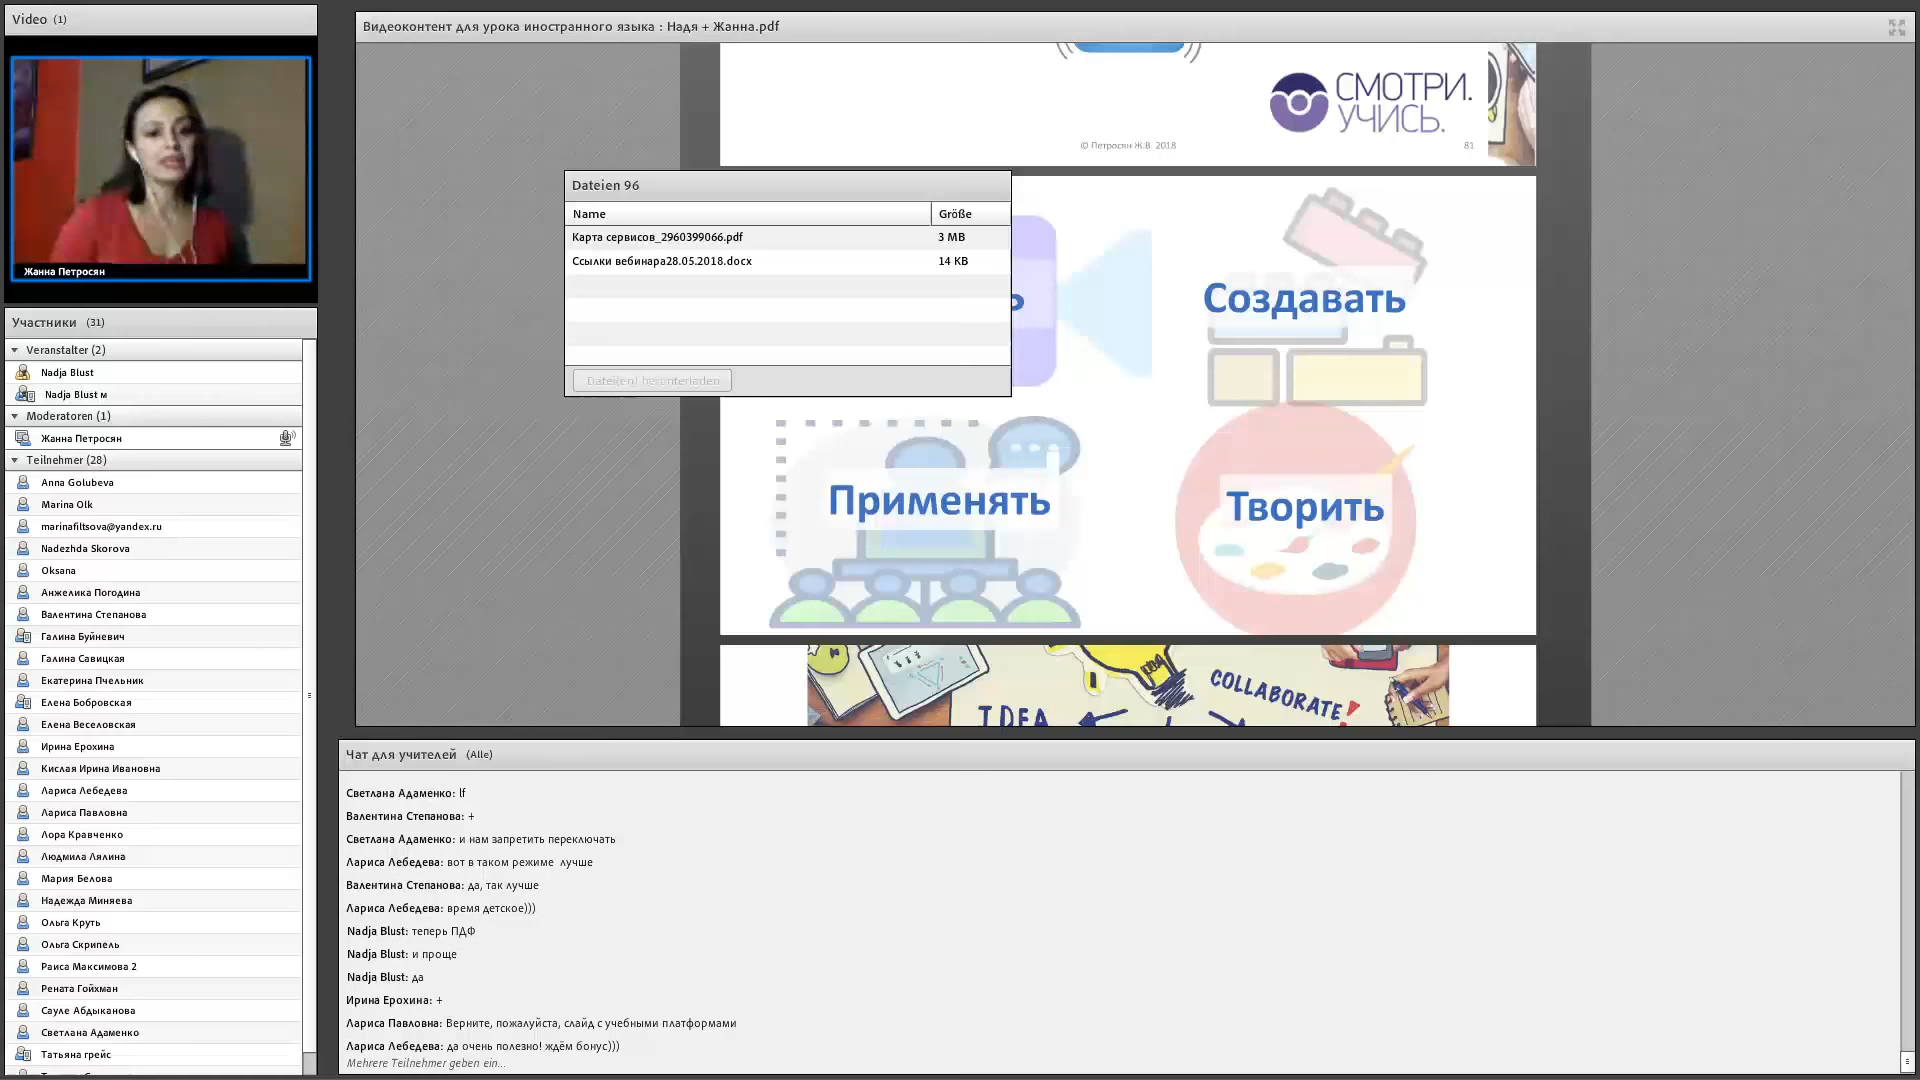 Video (1)
Жанна Петросян
Участники (31)
Veranstalter (2)
Nadja Blust
Nadja Blust м
Moderatoren (1)
Жанна Петросян
Teilnehmer (28)
Anna Golubeva
Marina Olk
marinafiltsova@yandex.ru
Nadezhda Skorova
Oksana
Анжелика Погодина
Валентина Степанова
Галина Буйневич
Галина Савицкая
Екатерина Пчельник
Елена Бобровская
Елена Веселовская
Ирина Ерохина
Кислая Ирина Ивановна
Лариса Лебедева
Лариса Павловна
Лора Кравченко
Людмила Лялина
Мария Белова
Надежда Миняева
Ольга Круть
Ольга Скрипель
Раиса Максимова 2
Рената Гойхман
Сауле Абдыканова
Светлана Адаменко
Татьяна грейс
Видеоконтент для урока иностранного языка : Надя + Жанна.pdf
СМОТРИ.
УЧИСЬ.
© Петросян Ж.В. 2018
81
Dateien 96
Name Größe
Карта сервисов_2960399066.pdf 3 MB
Ссылки вебинара28.05.2018.docx 14 KB
Datei(en) herunterladen
ь
Создавать
Применять
Творить
COLLABORATE!
IDEA
Чат для учителей (Alle)
Светлана Адаменко: lf
Валентина Степанова: +
Светлана Адаменко: и нам запретить переключать
Лариса Лебедева: вот в таком режиме лучше
Валентина Степанова: да, так лучше
Лариса Лебедева: время детское)))
Nadja Blust: теперь ПДФ
Nadja Blust: и проще
Nadja Blust: да
Ирина Ерохина: +
Лариса Павловна: Верните, пожалуйста, слайд с учебными платформами
Лариса Лебедева: да очень полезно! ждём бонус)))
Mehrere Teilnehmer geben ein...